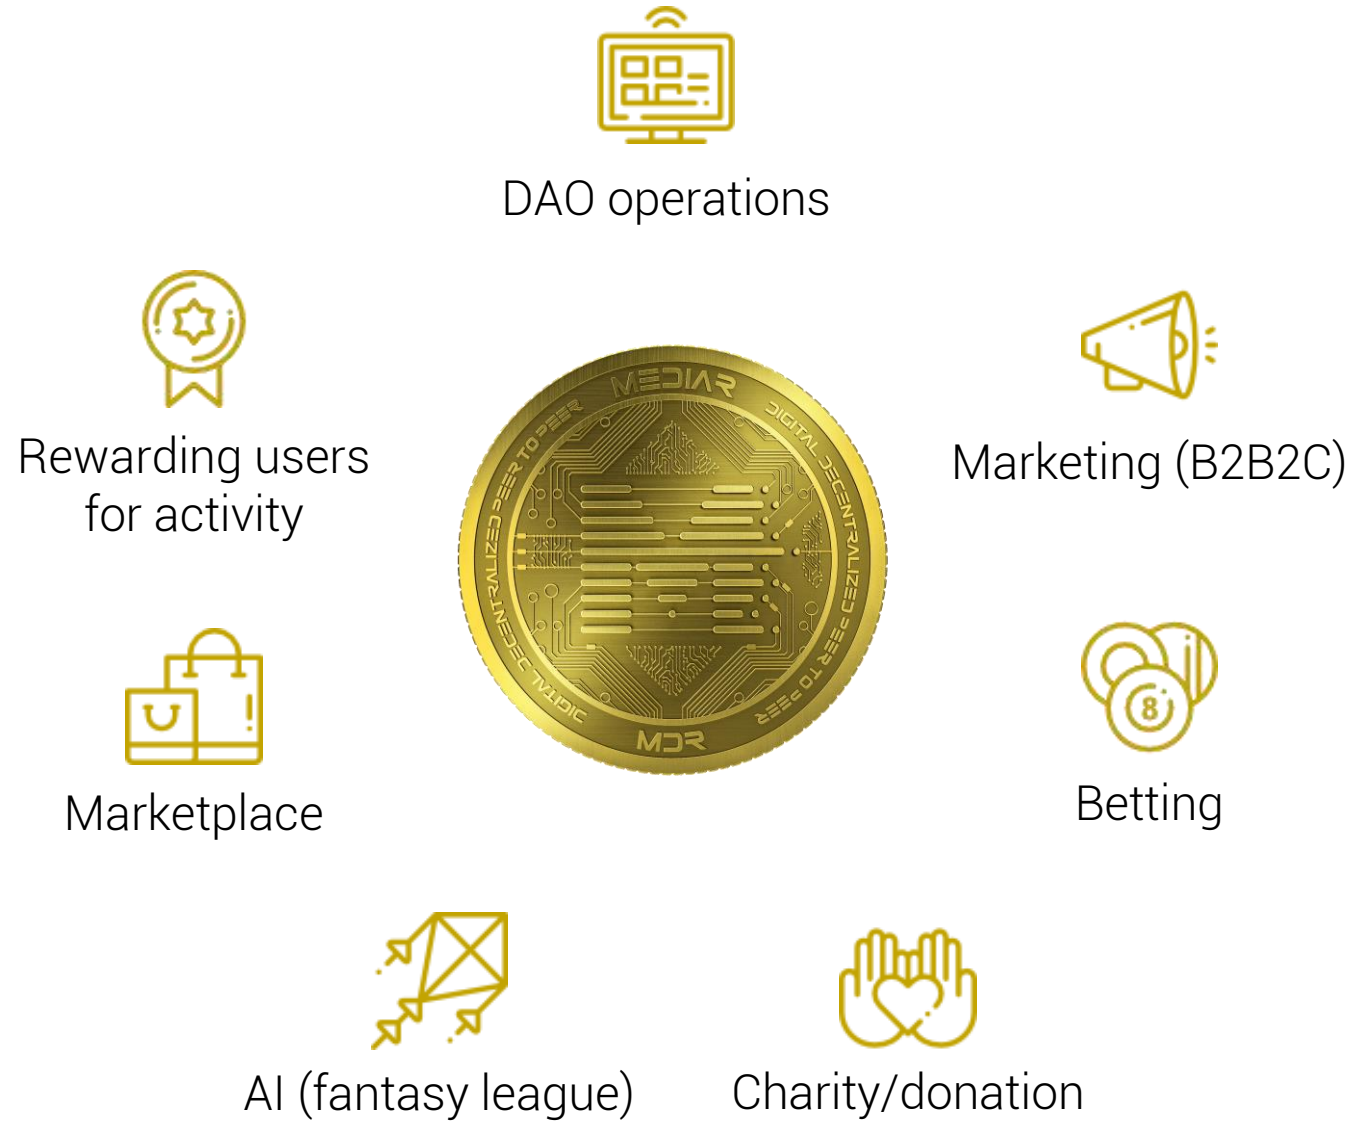 DAO operations
Rewarding users
for activity
Marketing (B2B2C)
MEDIAR
DIGITAL DECENTRALIZED PEER TO PEER
DIGITAL DECENTRALIZED PEER TO PEER
MDR
8
Marketplace
Betting
AI (fantasy league)
Charity/donation